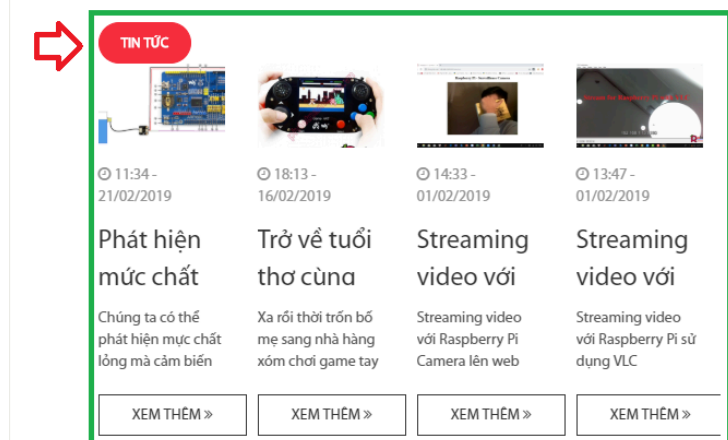 TIN TỨC
11:34 -
21/02/2019
Phát hiện
mức chất
Chúng ta có thể
phát hiện mực chất
lỏng mà cảm biến
XEM THÊM »
18:13 -
16/02/2019
Trở về tuổi
thơ cùng
Xa rồi thời trốn bố
mẹ sang nhà hàng
xóm chơi game tay
XEM THÊM »
14:33 -
01/02/2019
Streaming
video với
Streaming video
với Raspberry Pi
Camera lên web
XEM THÊM »
13:47 -
01/02/2019
Streaming
video với
Streaming video
với Raspberry Pi sử
dụng VLC
XEM THÊM »